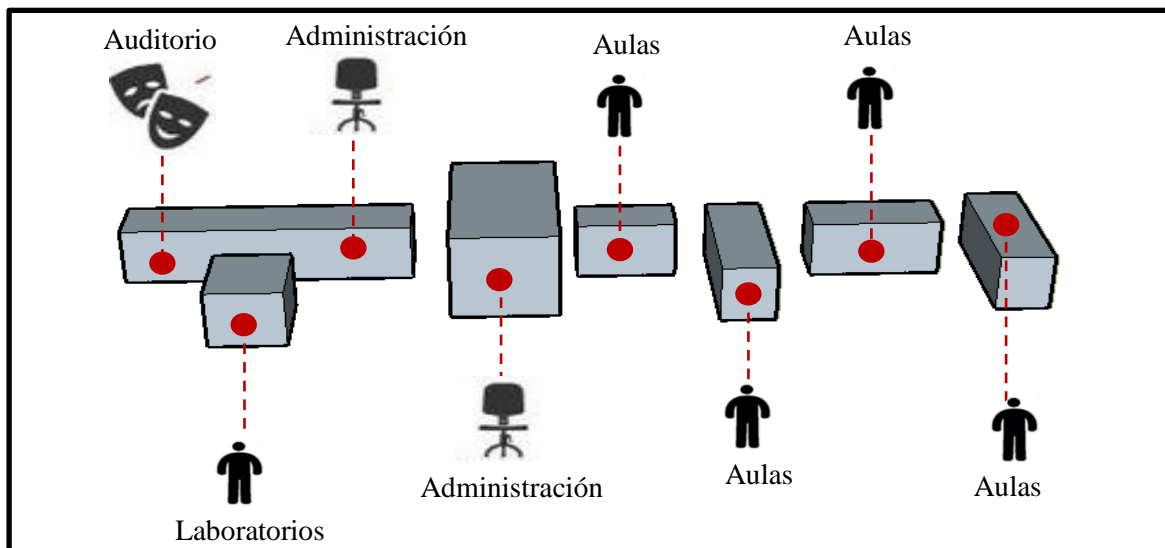 Auditorio
Administración
Aulas
Aulas
Laboratorios
Administración
Aulas
Aulas